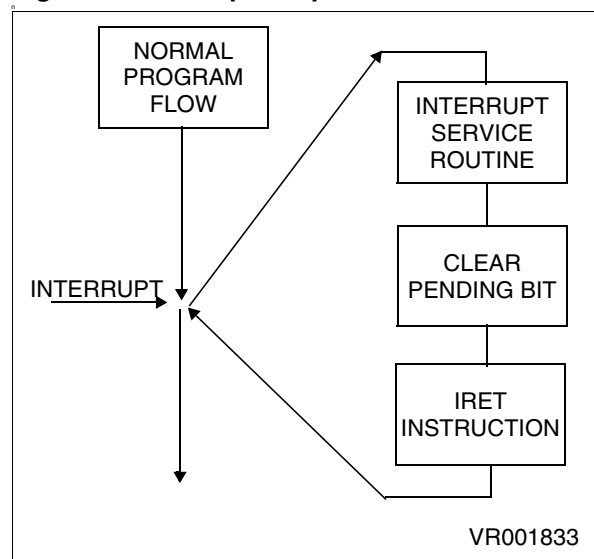 NORMAL
PROGRAM
FLOW
INTERRUPT
SERVICE
ROUTINE
INTERRUPT
CLEAR
PENDING BIT
IRET
INSTRUCTION
VR001833